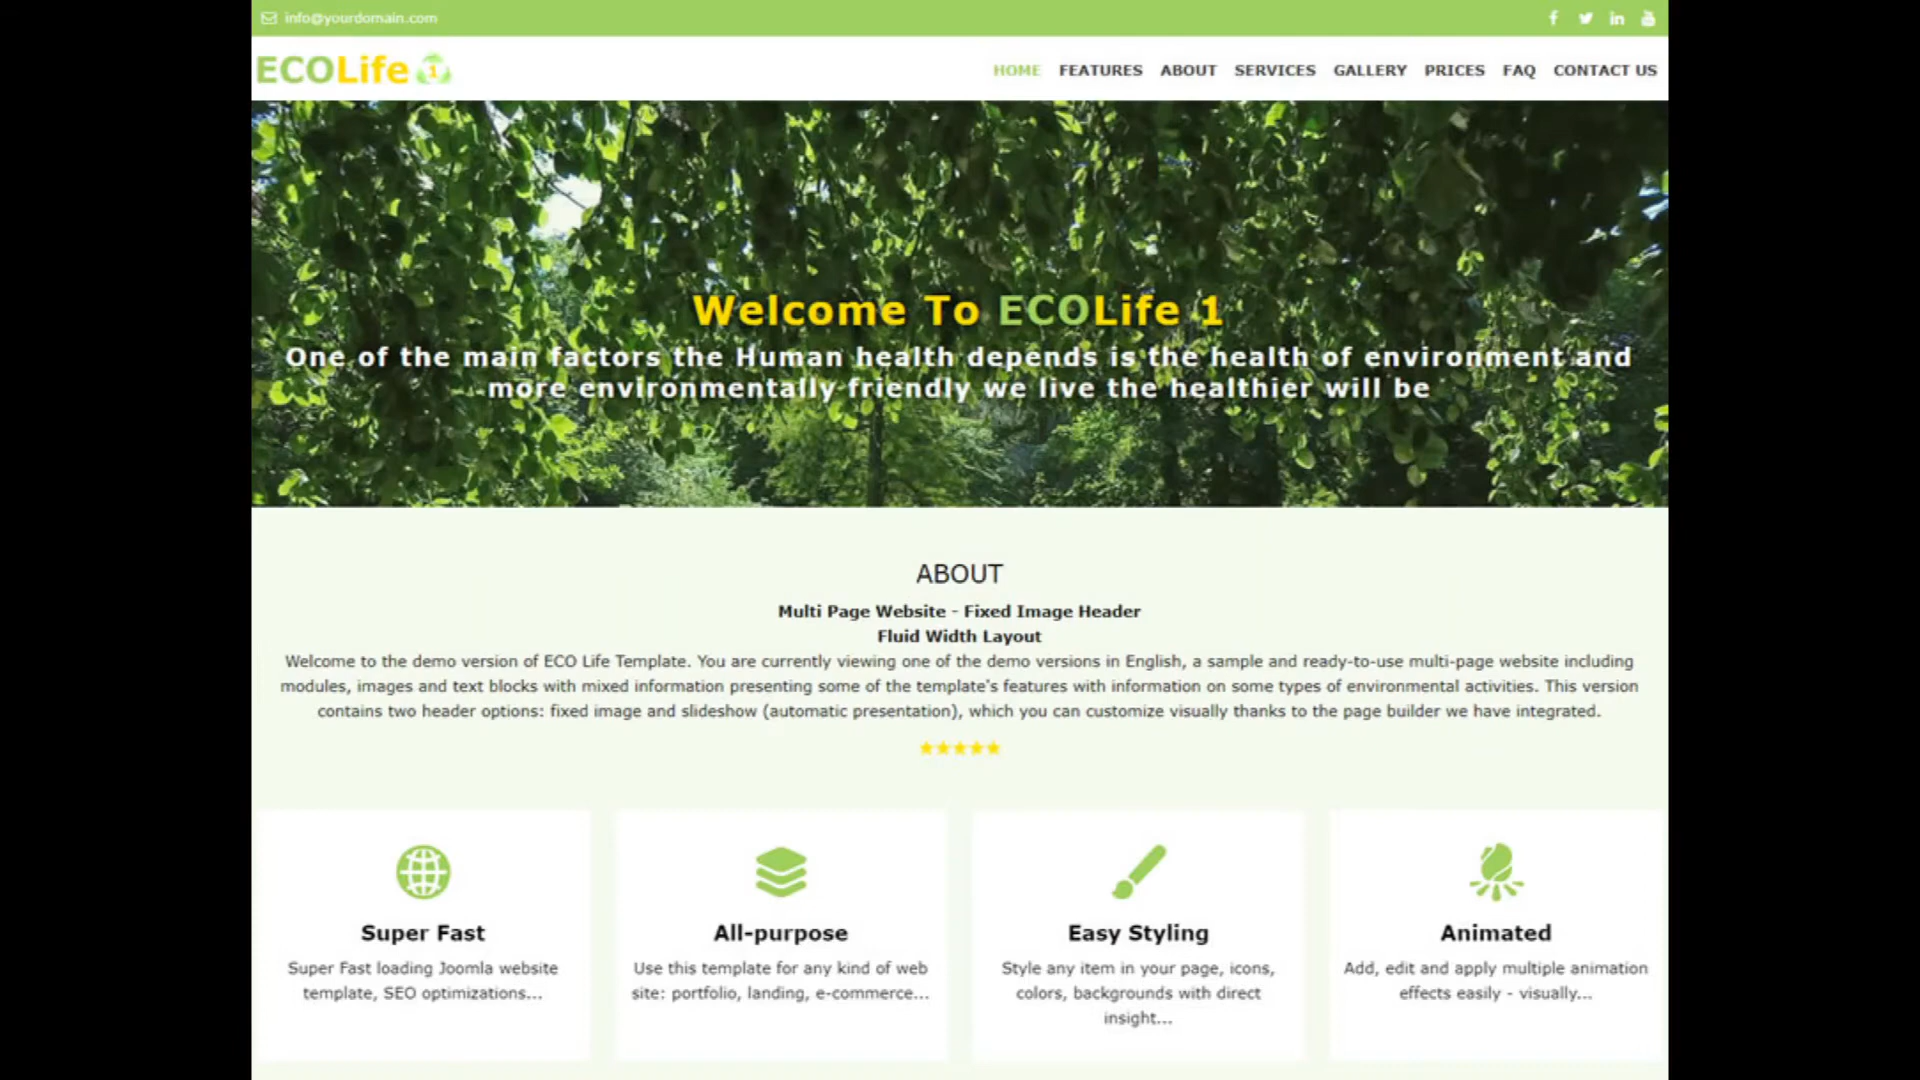 info@yourdomain.com
ECOLife 1
HOME FEATURES ABOUT SERVICES GALLERY PRICES FAQ CONTACT US
Welcome To ECOLife 1
One of the main factors the Human health depends is the health of environment and
more environmentally friendly we live the healthier will be
ABOUT
Multi Page Website - Fixed Image Header
Fluid Width Layout
Welcome to the demo version of ECO Life Template. You are currently viewing one of the demo versions in English, a sample and ready-to-use multi-page website including
modules, images and text blocks with mixed information presenting some of the template's features with information on some types of environmental activities. This version
contains two header options: fixed image and slideshow (automatic presentation), which you can customize visually thanks to the page builder we have integrated.
Super Fast
Super Fast loading Joomla website
template, SEO optimizations...
All-purpose
Use this template for any kind of web
site: portfolio, landing, e-commerce...
Easy Styling
Style any item in your page, icons,
colors, backgrounds with direct
insight...
Animated
Add, edit and apply multiple animation
effects easily - visually...